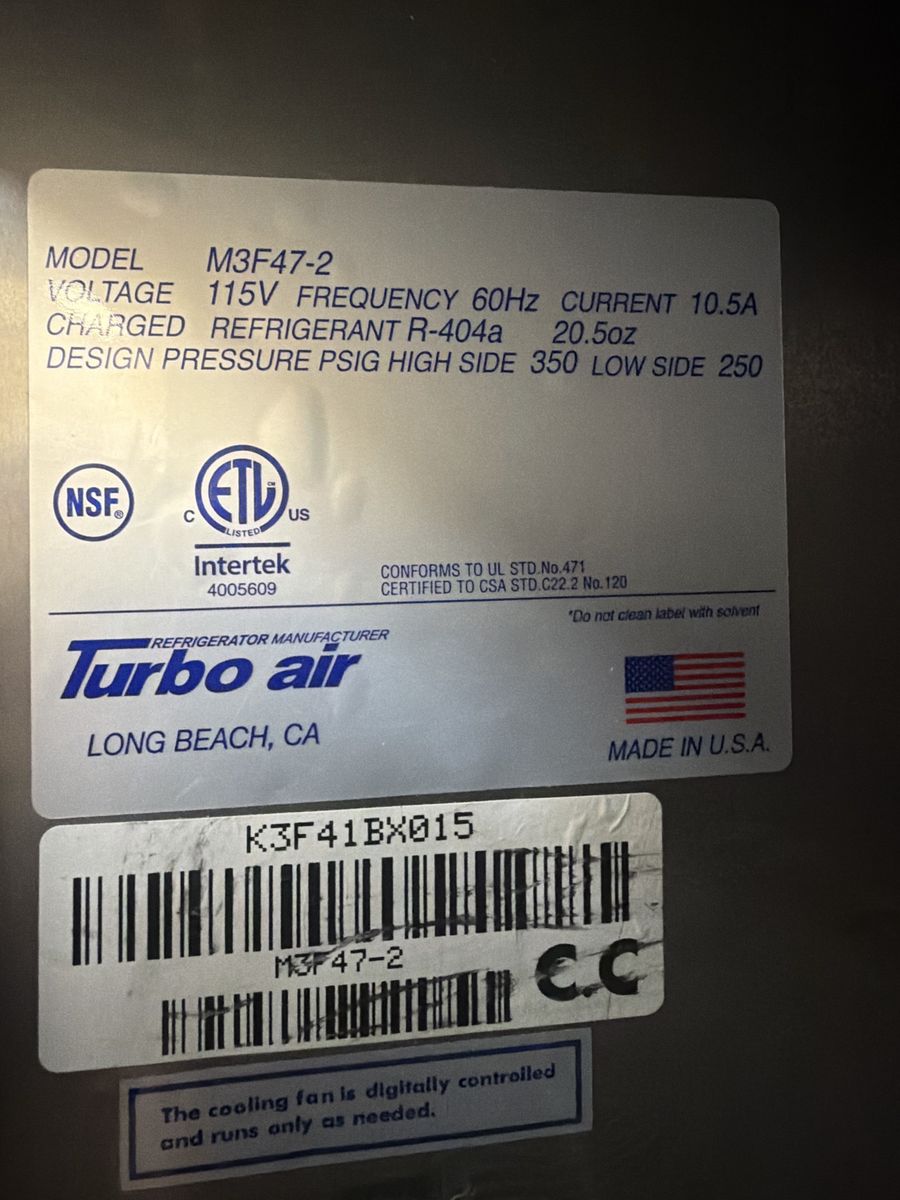 MODEL M3F47-2
VOLTAGE 115V FREQUENCY 60Hz CURRENT 10.5A
CHARGED REFRIGERANT R-404a 20.5oz
DESIGN PRESSURE PSIG HIGH SIDE 350 LOW SIDE 250
NSF®
C ETL CM US
LISTED
Intertek
4005609
CONFORMS TO UL STD.No.471
CERTIFIED TO CSA STD.C22.2 No.120
*Do not clean label with solvent
REFRIGERATOR MANUFACTURER
Turbo air
LONG BEACH, CA
MADE IN U.S.A.
K3F41BX015
M3F47-2
C.C
The cooling fan is digitally controlled
and runs only as needed.